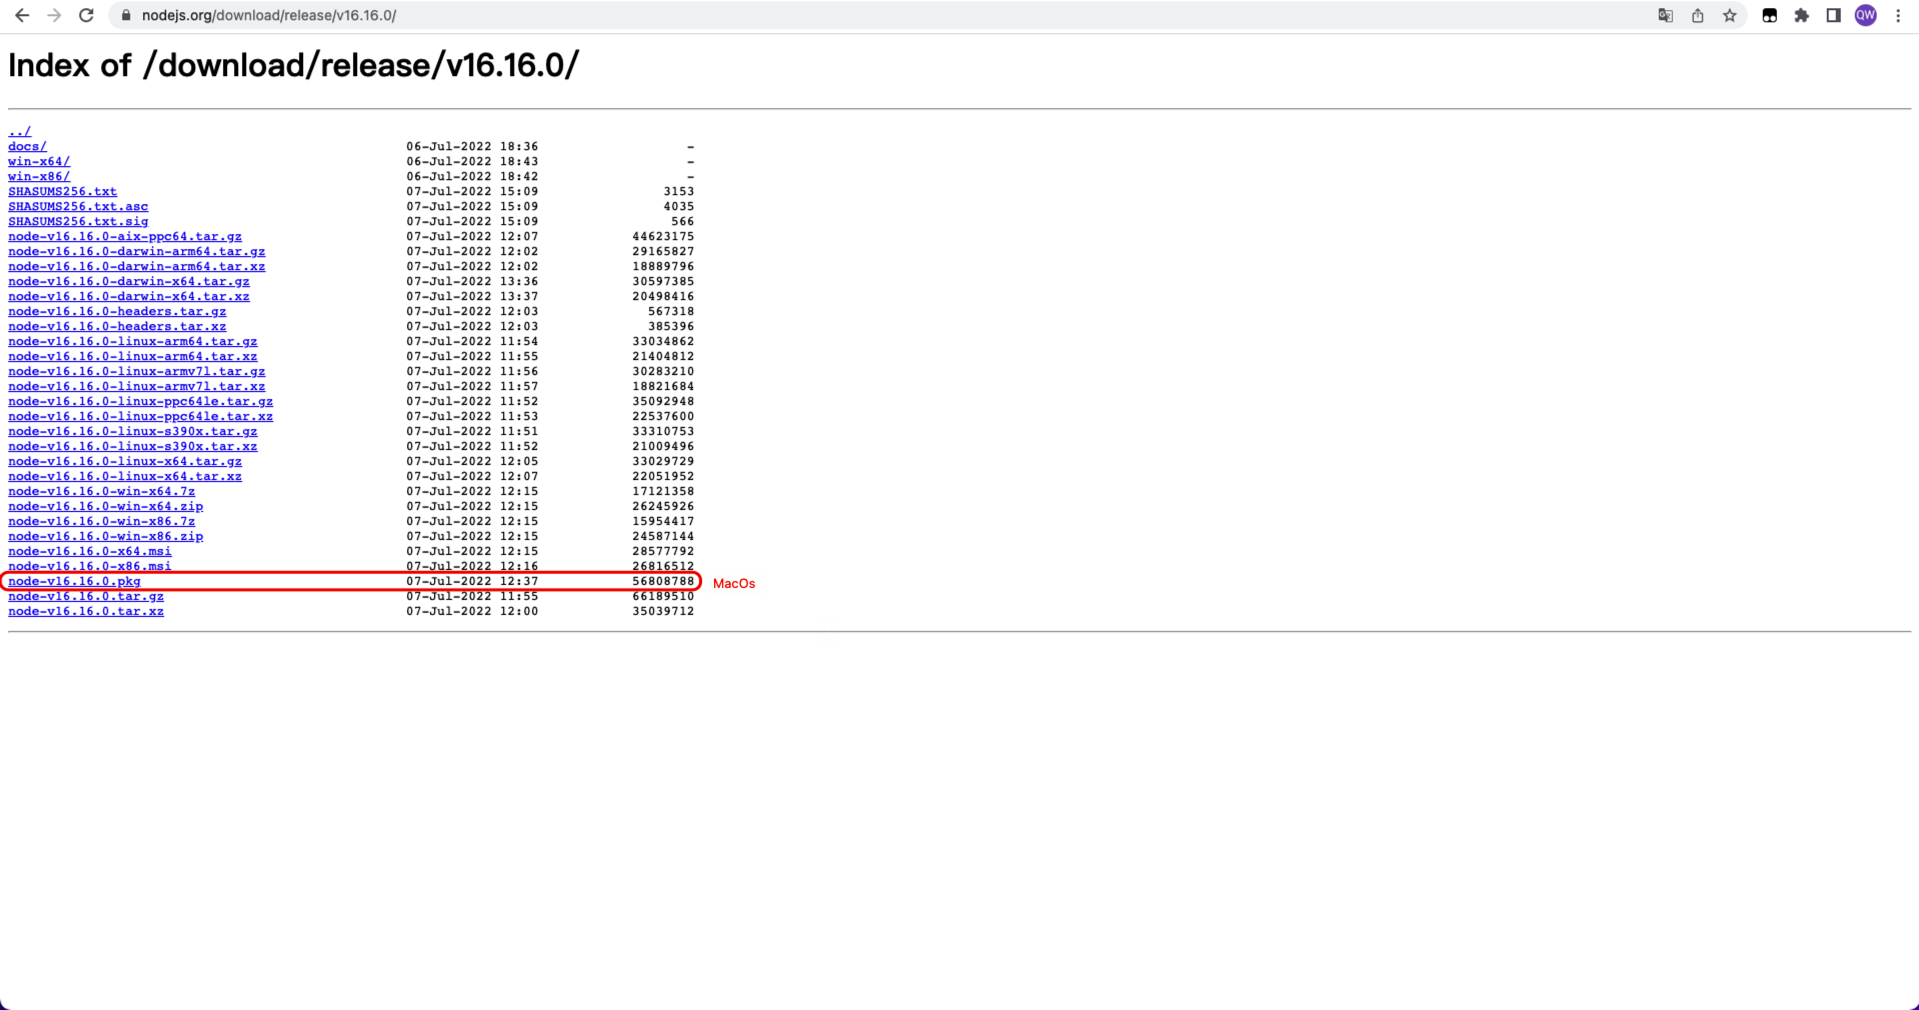 nodejs.org/download/release/v16.16.0/
QW
Index of /download/release/v16.16.0/
../
docs/ 06-Jul-2022 18:36 -
win-x64/ 06-Jul-2022 18:43 -
win-x86/ 06-Jul-2022 18:42 -
SHASUMS256.txt 07-Jul-2022 15:09 3153
SHASUMS256.txt.asc 07-Jul-2022 15:09 4035
SHASUMS256.txt.sig 07-Jul-2022 15:09 566
node-v16.16.0-aix-ppc64.tar.gz 07-Jul-2022 12:07 44623175
node-v16.16.0-darwin-arm64.tar.gz 07-Jul-2022 12:02 29165827
node-v16.16.0-darwin-arm64.tar.xz 07-Jul-2022 12:02 18889796
node-v16.16.0-darwin-x64.tar.gz 07-Jul-2022 13:36 30597385
node-v16.16.0-darwin-x64.tar.xz 07-Jul-2022 13:37 20498416
node-v16.16.0-headers.tar.gz 07-Jul-2022 12:03 567318
node-v16.16.0-headers.tar.xz 07-Jul-2022 12:03 385396
node-v16.16.0-linux-arm64.tar.gz 07-Jul-2022 11:54 33034862
node-v16.16.0-linux-arm64.tar.xz 07-Jul-2022 11:55 21404812
node-v16.16.0-linux-armv7l.tar.gz 07-Jul-2022 11:56 30283210
node-v16.16.0-linux-armv7l.tar.xz 07-Jul-2022 11:57 18821684
node-v16.16.0-linux-ppc64le.tar.gz 07-Jul-2022 11:52 35092948
node-v16.16.0-linux-ppc64le.tar.xz 07-Jul-2022 11:53 22537600
node-v16.16.0-linux-s390x.tar.gz 07-Jul-2022 11:51 33310753
node-v16.16.0-linux-s390x.tar.xz 07-Jul-2022 11:52 21009496
node-v16.16.0-linux-x64.tar.gz 07-Jul-2022 12:05 33029729
node-v16.16.0-linux-x64.tar.xz 07-Jul-2022 12:07 22051952
node-v16.16.0-win-x64.7z 07-Jul-2022 12:15 17121358
node-v16.16.0-win-x64.zip 07-Jul-2022 12:15 26245926
node-v16.16.0-win-x86.7z 07-Jul-2022 12:15 15954417
node-v16.16.0-win-x86.zip 07-Jul-2022 12:15 24587144
node-v16.16.0-x64.msi 07-Jul-2022 12:15 28577792
node-v16.16.0-x86.msi 07-Jul-2022 12:16 26816512
node-v16.16.0.pkg 07-Jul-2022 12:37 56808788 MacOs
node-v16.16.0.tar.gz 07-Jul-2022 11:55 66189510
node-v16.16.0.tar.xz 07-Jul-2022 12:00 35039712